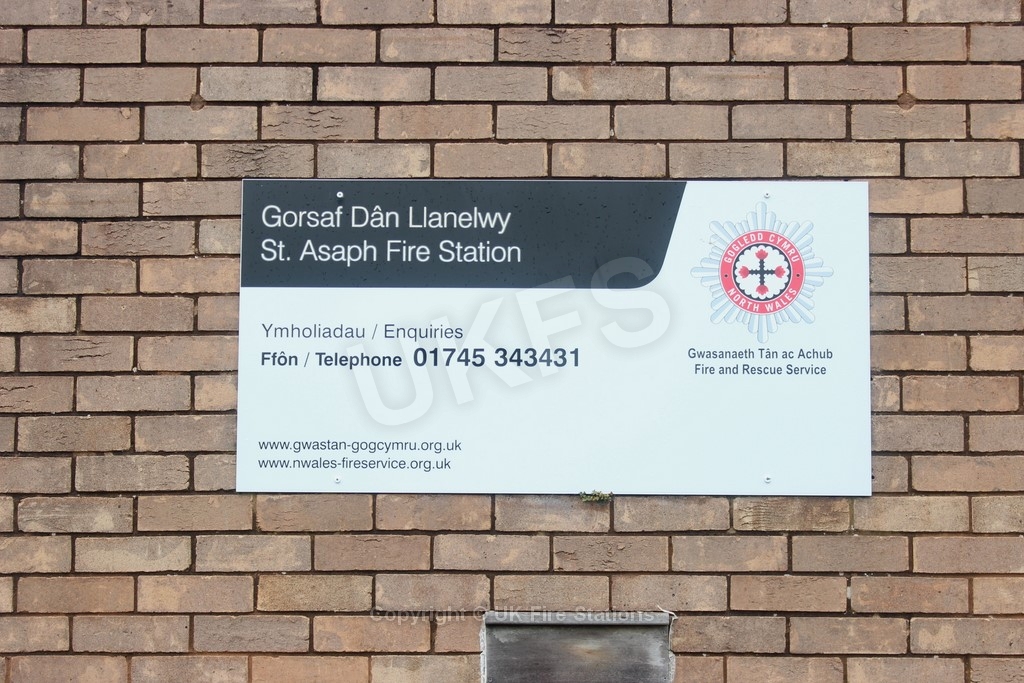 Gorsaf Dân Llanelwy
St. Asaph Fire Station
GOGLEDD CYMRU
NORTH WALES
Gwasanaeth Tân ac Achub
Fire and Rescue Service
Ymholiadau / Enquiries
Ffôn / Telephone 01745 343431
UKFS
www.gwastan-gogcymru.org.uk
www.nwales-fireservice.org.uk
Copyright © UK Fire Stations